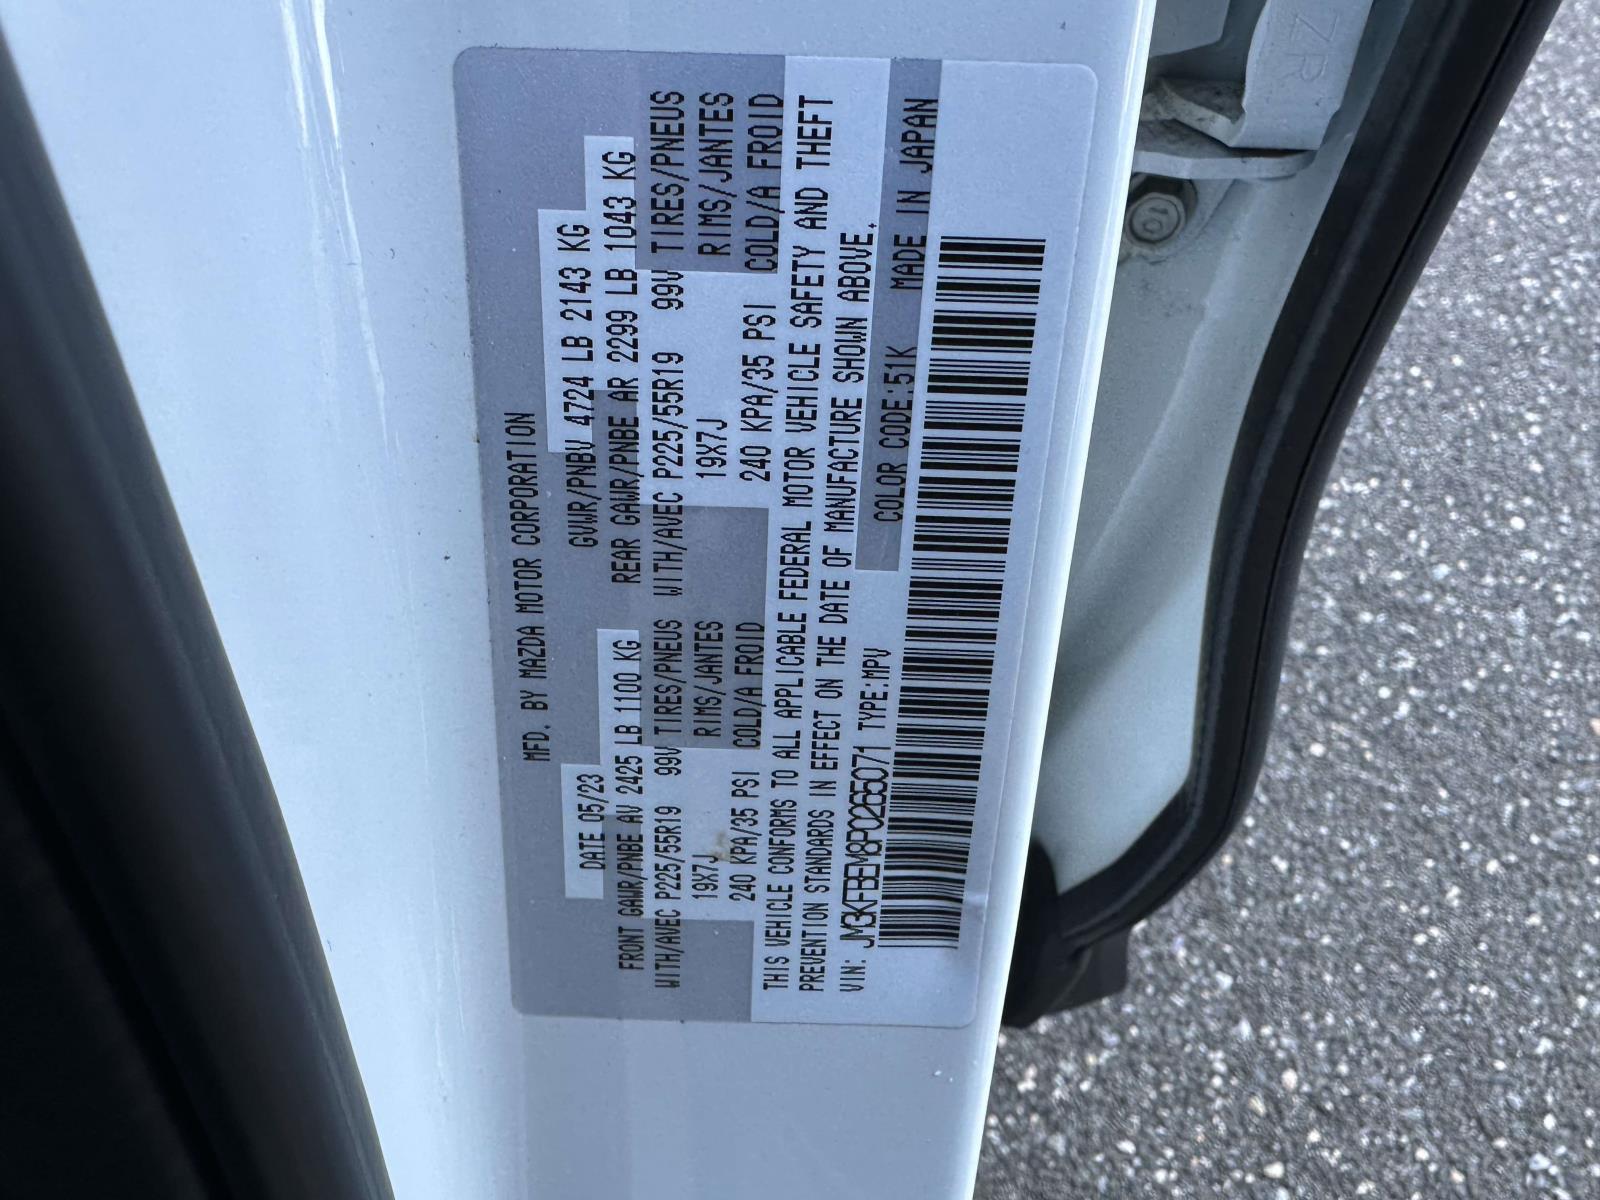 MFD. BY MAZDA MOTOR CORPORATION
DATE 05/23 GVWR/PNBV 4724 LB 2143 KG
FRONT GAWR/PNBE AV 2425 LB 1100 KG REAR GAWR/PNBE AR 2299 LB 1043 KG
WITH/AVEC P225/55R19 99V TIRES/PNEUS WITH/AVEC P225/55R19 99V TIRES/PNEUS
19X7J RIMS/JANTES 19X7J RIMS/JANTES
240 KPA/35 PSI COLD/A FROID 240 KPA/35 PSI COLD/A FROID
THIS VEHICLE CONFORMS TO ALL APPLICABLE FEDERAL MOTOR VEHICLE SAFETY AND THEFT
PREVENTION STANDARDS IN EFFECT ON THE DATE OF MANUFACTURE SHOWN ABOVE.
VIN: JM3KFBEM8P0265071 TYPE:MPV COLOR CODE:51K MADE IN JAPAN
ZR
10